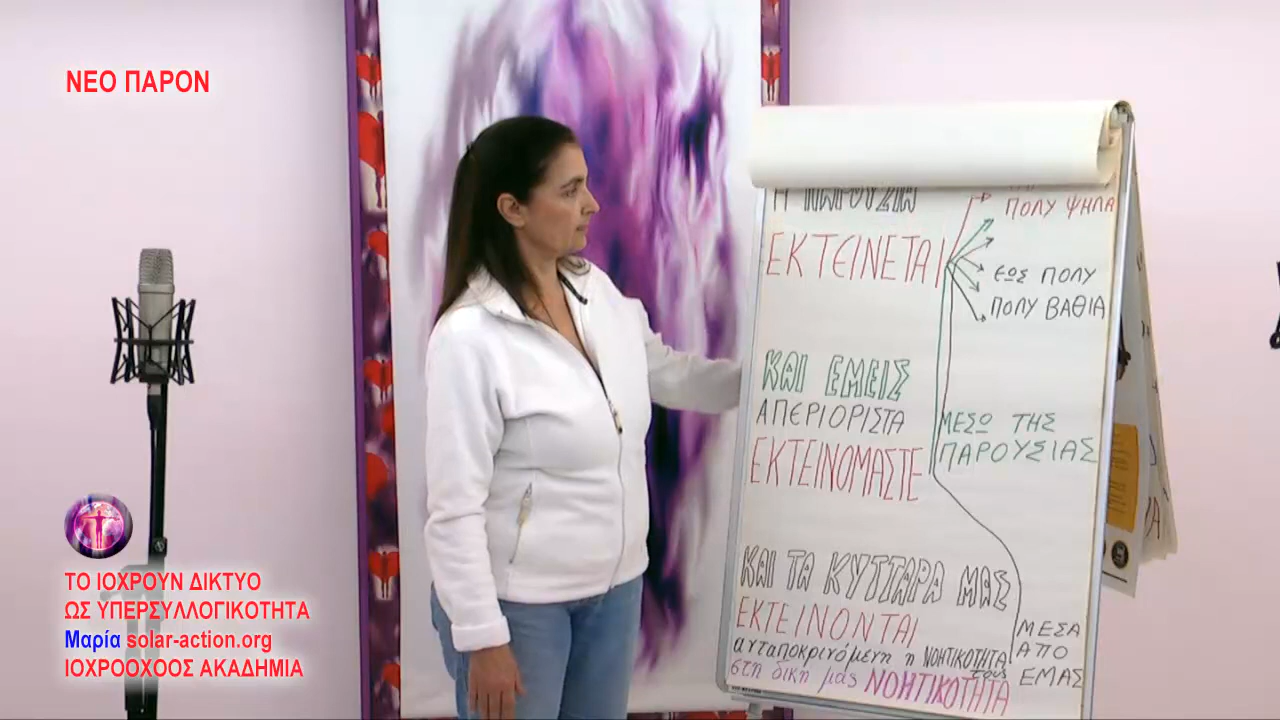 ΝΕΟ ΠΑΡΟΝ
Η ΠΑΡΟΥΣΙΑ
ΕΚΤΕΙΝΕΤΑΙ
ΠΟΛΥ ΨΗΛΑ
ΕΩΣ ΠΟΛΥ
ΠΟΛΥ ΒΑΘΙΑ
ΚΑΙ ΕΜΕΙΣ
ΑΠΕΡΙΟΡΙΣΤΑ
ΕΚΤΕΙΝΟΜΑΣΤΕ
ΜΕΣΩ ΤΗΣ
ΠΑΡΟΥΣΙΑΣ
ΚΑΙ ΤΑ ΚΥΤΤΑΡΑ ΜΑΣ
ΕΚΤΕΙΝΟΝΤΑΙ
ανταποκρινόμενη η ΝΟΗΤΙΚΟΤΗΤΑ
τους
στη δική μας ΝΟΗΤΙΚΟΤΗΤΑ
ΜΕΣΑ
ΑΠΟ
ΕΜΑΣ
ΤΟ ΙΟΧΡΟΥΝ ΔΙΚΤΥΟ
ΩΣ ΥΠΕΡΣΥΛΛΟΓΙΚΟΤΗΤΑ
Μαρία solar-action.org
ΙΟΧΡΟΟΧΟΟΣ ΑΚΑΔΗΜΙΑ